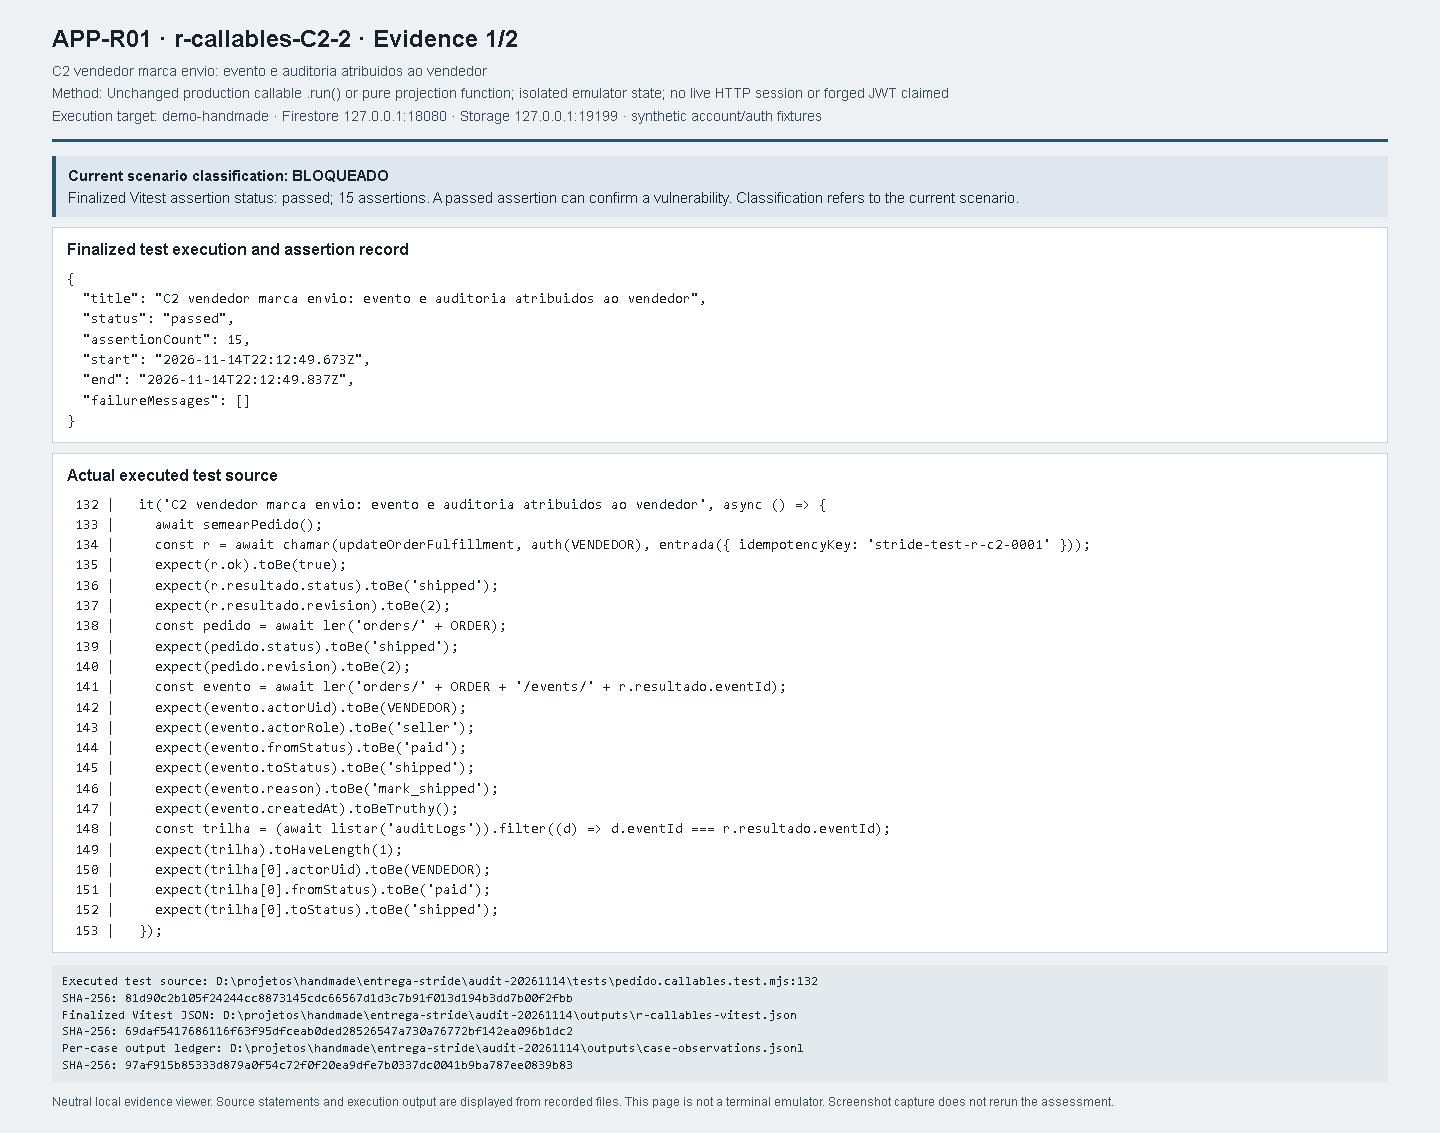 APP-R01 · r-callables-C2-2 · Evidence 1/2
C2 vendedor marca envio: evento e auditoria atribuidos ao vendedor
Method: Unchanged production callable .run() or pure projection function; isolated emulator state; no live HTTP session or forged JWT claimed
Execution target: demo-handmade · Firestore 127.0.0.1:18080 · Storage 127.0.0.1:19199 · synthetic account/auth fixtures
Current scenario classification: BLOQUEADO
Finalized Vitest assertion status: passed; 15 assertions. A passed assertion can confirm a vulnerability. Classification refers to the current scenario.
Finalized test execution and assertion record
{
  "title": "C2 vendedor marca envio: evento e auditoria atribuidos ao vendedor",
  "status": "passed",
  "assertionCount": 15,
  "start": "2026-11-14T22:12:49.673Z",
  "end": "2026-11-14T22:12:49.837Z",
  "failureMessages": []
}
Actual executed test source
132 |   it('C2 vendedor marca envio: evento e auditoria atribuidos ao vendedor', async () => {
133 |     await semearPedido();
134 |     const r = await chamar(updateOrderFulfillment, auth(VENDEDOR), entrada({ idempotencyKey: 'stride-test-r-c2-0001' }));
135 |     expect(r.ok).toBe(true);
136 |     expect(r.resultado.status).toBe('shipped');
137 |     expect(r.resultado.revision).toBe(2);
138 |     const pedido = await ler('orders/' + ORDER);
139 |     expect(pedido.status).toBe('shipped');
140 |     expect(pedido.revision).toBe(2);
141 |     const evento = await ler('orders/' + ORDER + '/events/' + r.resultado.eventId);
142 |     expect(evento.actorUid).toBe(VENDEDOR);
143 |     expect(evento.actorRole).toBe('seller');
144 |     expect(evento.fromStatus).toBe('paid');
145 |     expect(evento.toStatus).toBe('shipped');
146 |     expect(evento.reason).toBe('mark_shipped');
147 |     expect(evento.createdAt).toBeTruthy();
148 |     const trilha = (await listar('auditLogs')).filter((d) => d.eventId === r.resultado.eventId);
149 |     expect(trilha).toHaveLength(1);
150 |     expect(trilha[0].actorUid).toBe(VENDEDOR);
151 |     expect(trilha[0].fromStatus).toBe('paid');
152 |     expect(trilha[0].toStatus).toBe('shipped');
153 |   });
Executed test source: D:\projetos\handmade\entrega-stride\audit-20261114\tests\pedido.callables.test.mjs:132
SHA-256: 81d90c2b105f24244cc8873145cdc66567d1d3c7b91f013d194b3dd7b00f2fbb
Finalized Vitest JSON: D:\projetos\handmade\entrega-stride\audit-20261114\outputs\r-callables-vitest.json
SHA-256: 69daf5417686116f63f95dfceab0ded28526547a730a76772bf142ea096b1dc2
Per-case output ledger: D:\projetos\handmade\entrega-stride\audit-20261114\outputs\case-observations.jsonl
SHA-256: 97af915b85333d879a0f54c72f0f20ea9dfe7b0337dc0041b9ba787ee0839b83
Neutral local evidence viewer. Source statements and execution output are displayed from recorded files. This page is not a terminal emulator. Screenshot capture does not rerun the assessment.